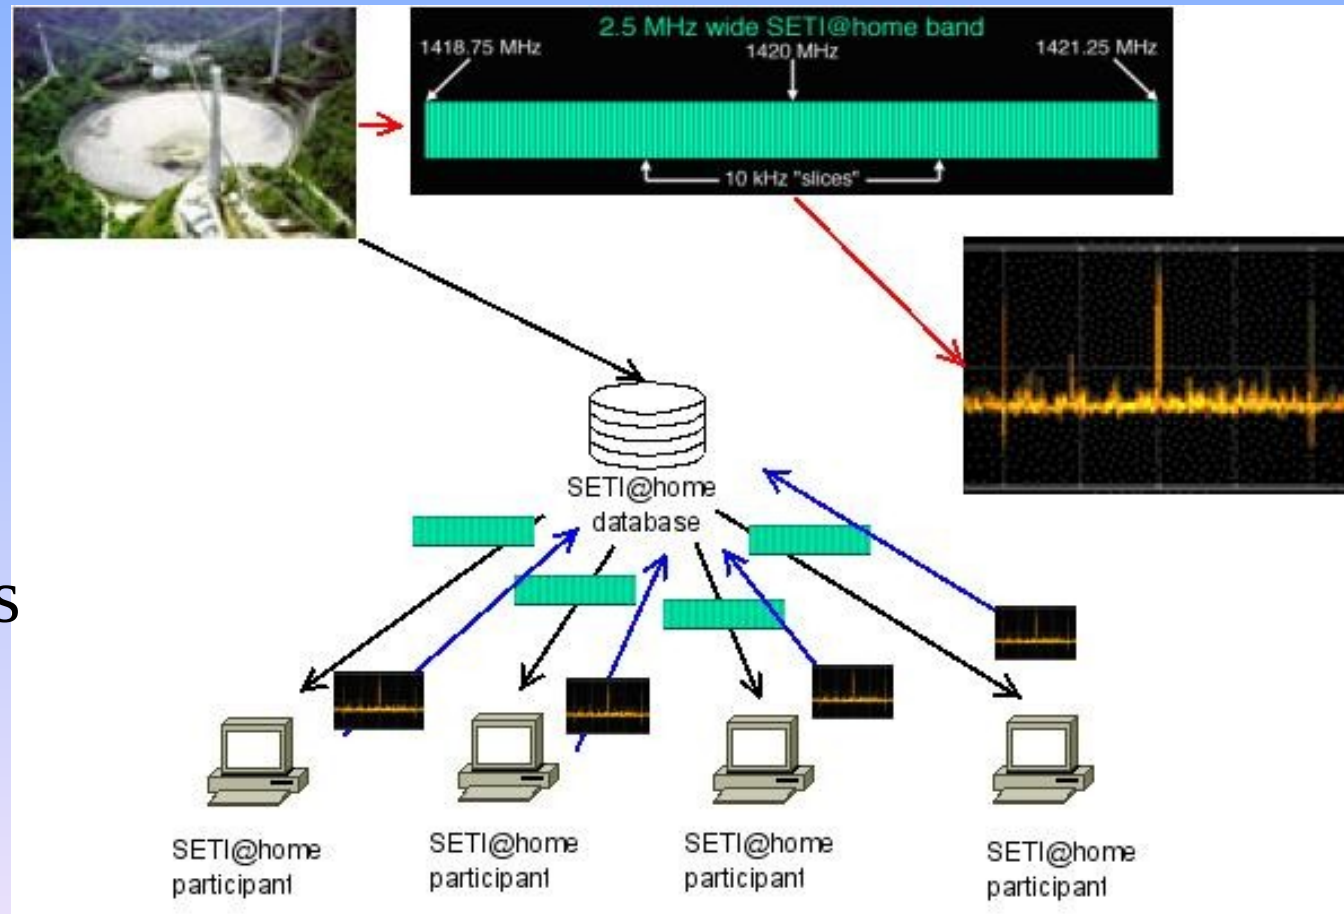 2.5 MHz wide SETI@home band
1418.75 MHz
1420 MHz
1421.25 MHz
10 kHz "slices"
SETI@home
database
s
SETI@home
participant
SETI@home
participant
SETI@home
participant
SETI@home
participant